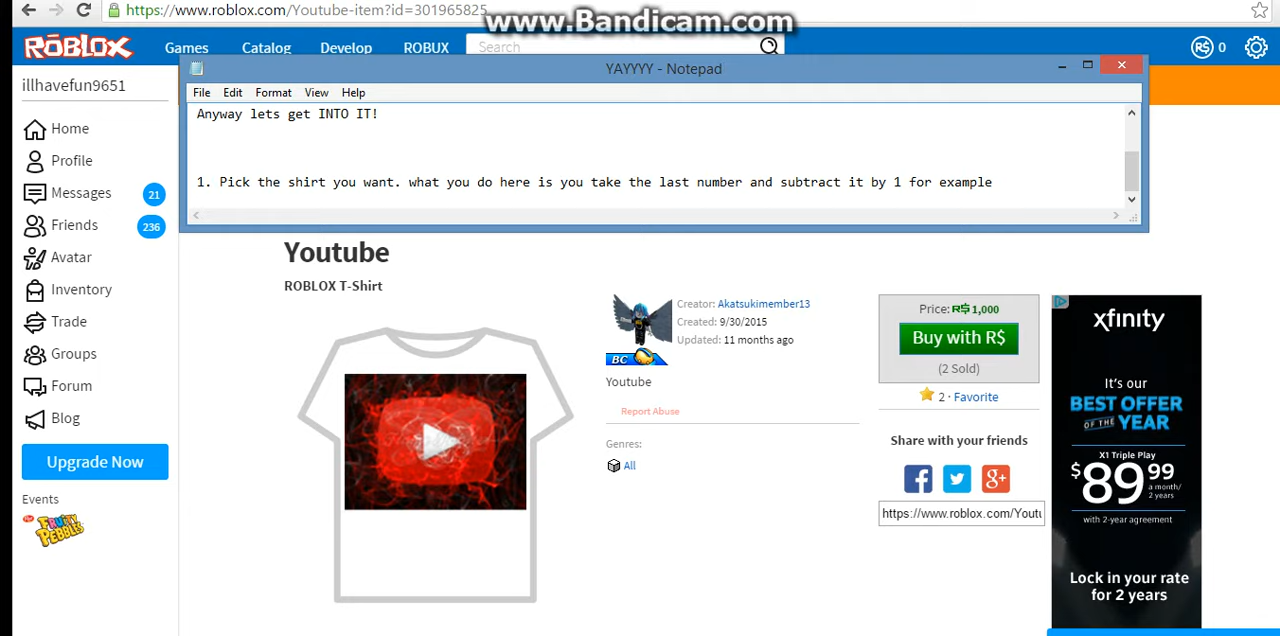 https://www.roblox.com/Youtube-item?id=301965825
www.Bandicam.com
ROBLOX
Games
Catalog
Develop
ROBUX
Search
R$ 0
YAYYYY - Notepad
File
Edit
Format
View
Help
Anyway lets get INTO IT!
1. Pick the shirt you want. what you do here is you take the last number and subtract it by 1 for example
illhavefun9651
Home
Profile
Messages
21
Friends
236
Avatar
Inventory
Trade
Groups
Forum
Blog
Upgrade Now
Events
FRUITY PEBBLES
Youtube
ROBLOX T-Shirt
Creator: Akatsukimember13
Created: 9/30/2015
Updated: 11 months ago
BC
Youtube
Report Abuse
Genres:
All
Price: R$ 1,000
Buy with R$
(2 Sold)
2 · Favorite
Share with your friends
https://www.roblox.com/Youtu
xfinity
It's our
BEST OFFER
OF THE YEAR
X1 Triple Play
$89.99
a month/
2 years
with 2-year agreement
Lock in your rate
for 2 years